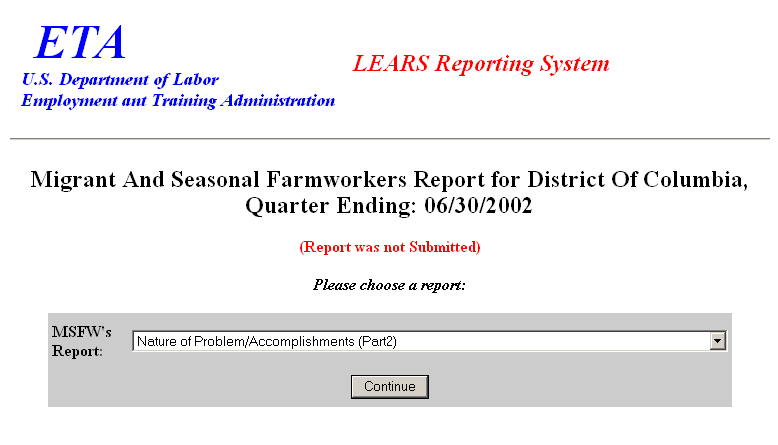 ETA
U.S. Department of Labor
Employment ant Training Administration
LEARS Reporting System
Migrant And Seasonal Farmworkers Report for District Of Columbia,
Quarter Ending: 06/30/2002
(Report was not Submitted)
Please choose a report:
MSFW's
Report:
Nature of Problem/Accomplishments (Part2)
Continue